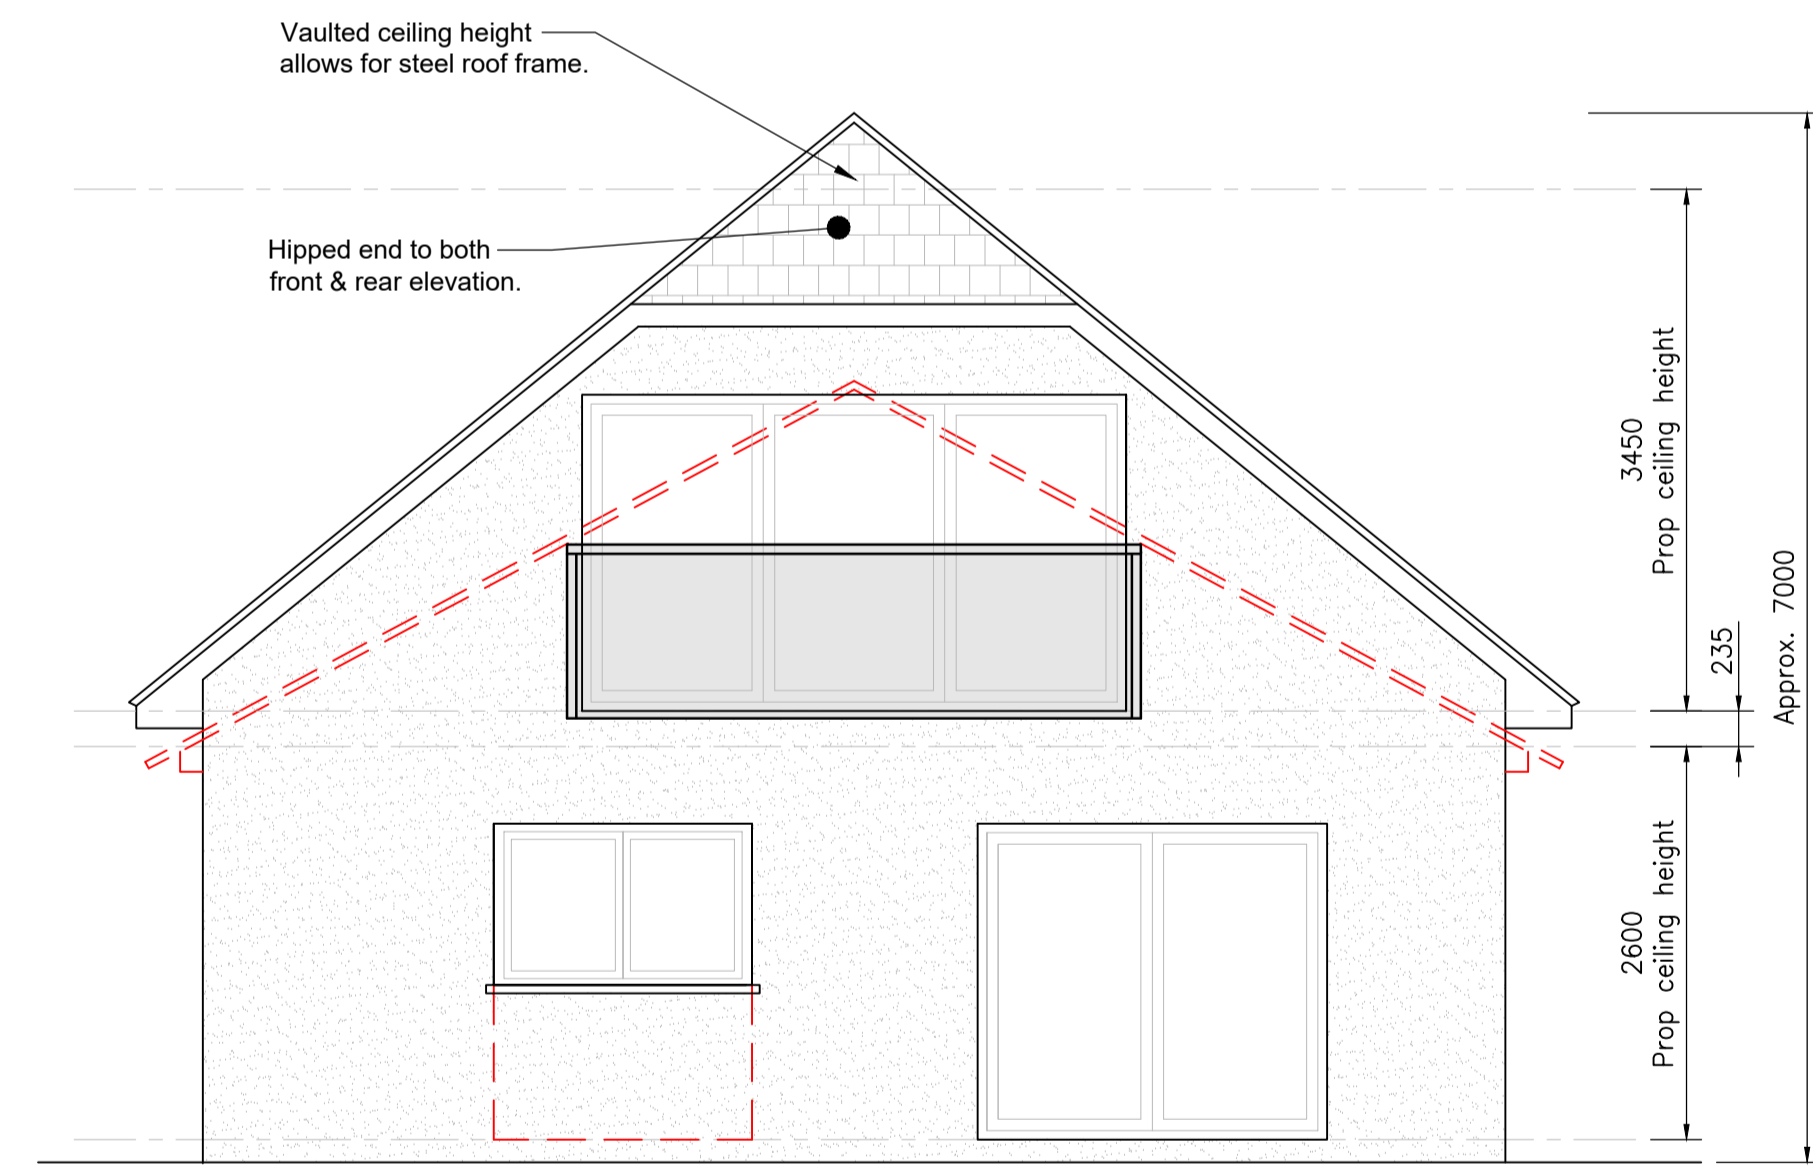 Vaulted ceiling height
allows for steel roof frame.
Hipped end to both
front & rear elevation.
3450
Prop ceiling height
235
Approx. 7000
2600
Prop ceiling height